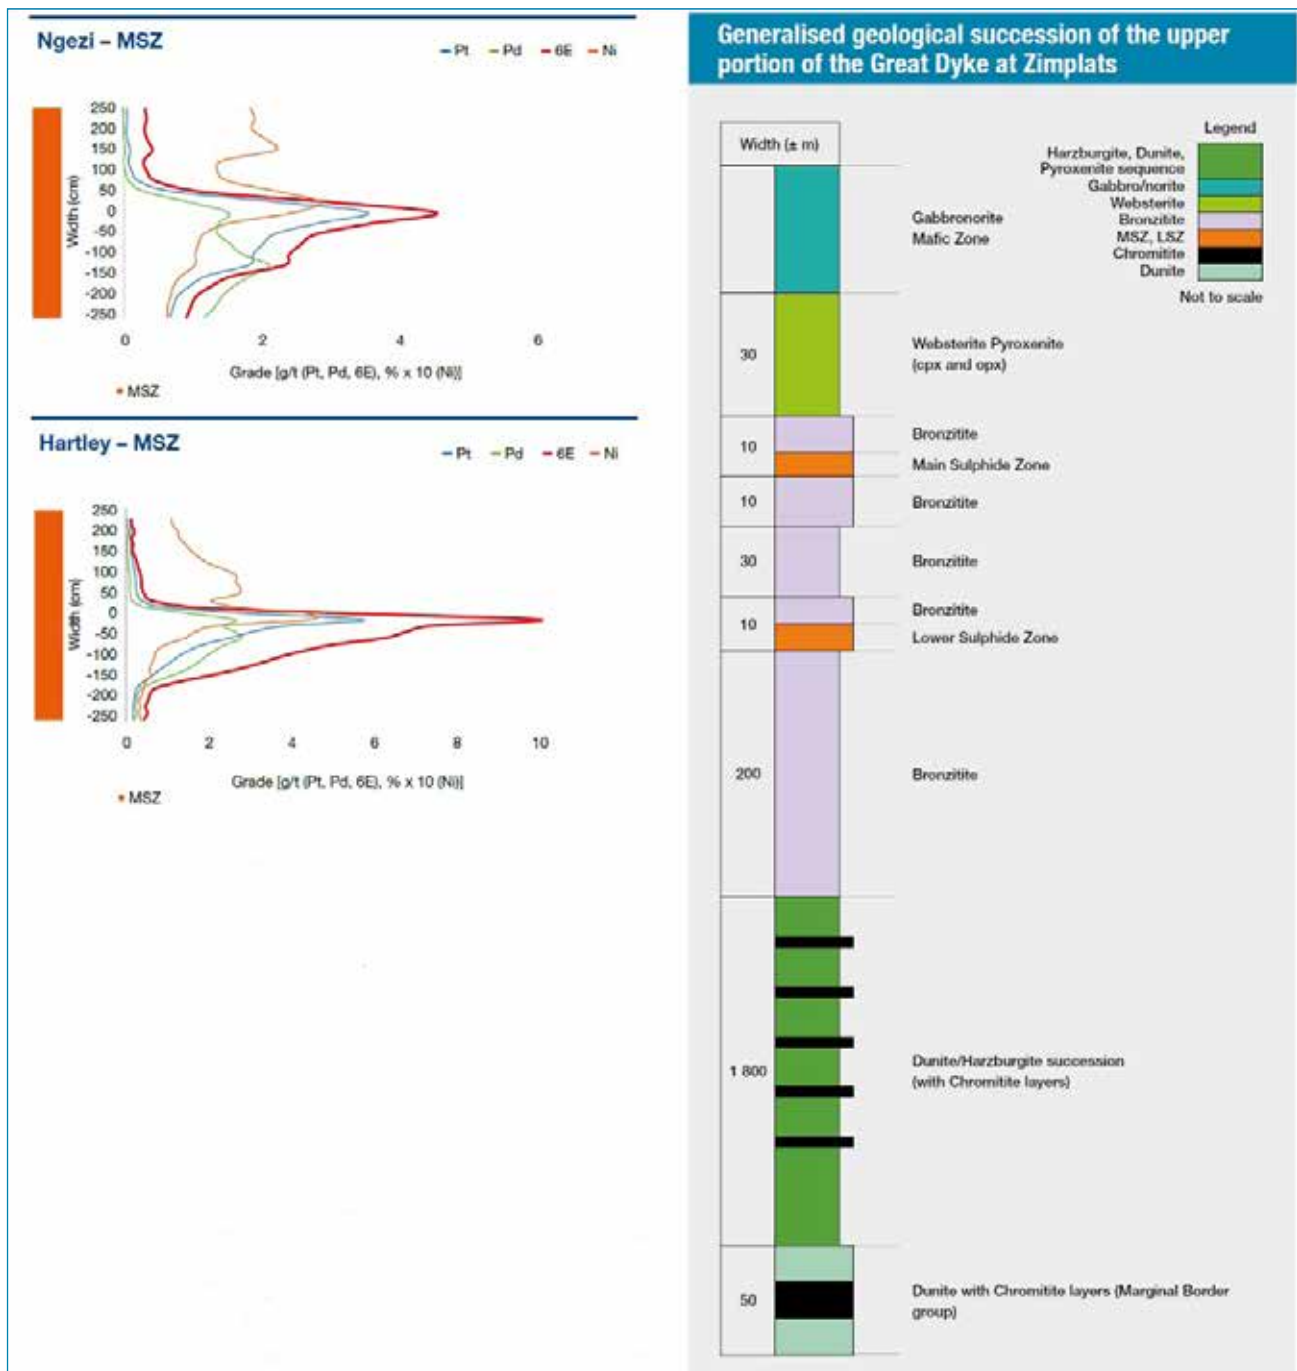 Ngezi – MSZ
Pt Pd 6E Ni
250
200
150
100
50
0
-50
-100
-150
-200
-250
Width (cm)
0 2 4 6
Grade [g/t (Pt, Pd, 6E), % x 10 (Ni)]
MSZ
Hartley – MSZ
Pt Pd 6E Ni
250
200
150
100
50
0
-50
-100
-150
-200
-250
Width (cm)
0 2 4 6 8 10
Grade [g/t (Pt, Pd, 6E), % x 10 (Ni)]
MSZ
Generalised geological succession of the upper
portion of the Great Dyke at Zimplats
Width (± m)
Legend
Harzburgite, Dunite,
Pyroxenite sequence
Gabbro/norite
Websterite
Bronzitite
MSZ, LSZ
Chromitite
Dunite
Not to scale
Gabbronorite
Mafic Zone
30
Websterite Pyroxenite
(cpx and opx)
10
Bronzitite
Main Sulphide Zone
10
Bronzitite
30
Bronzitite
10
Bronzitite
Lower Sulphide Zone
200
Bronzitite
1 800
Dunite/Harzburgite succession
(with Chromitite layers)
50
Dunite with Chromitite layers (Marginal Border
group)